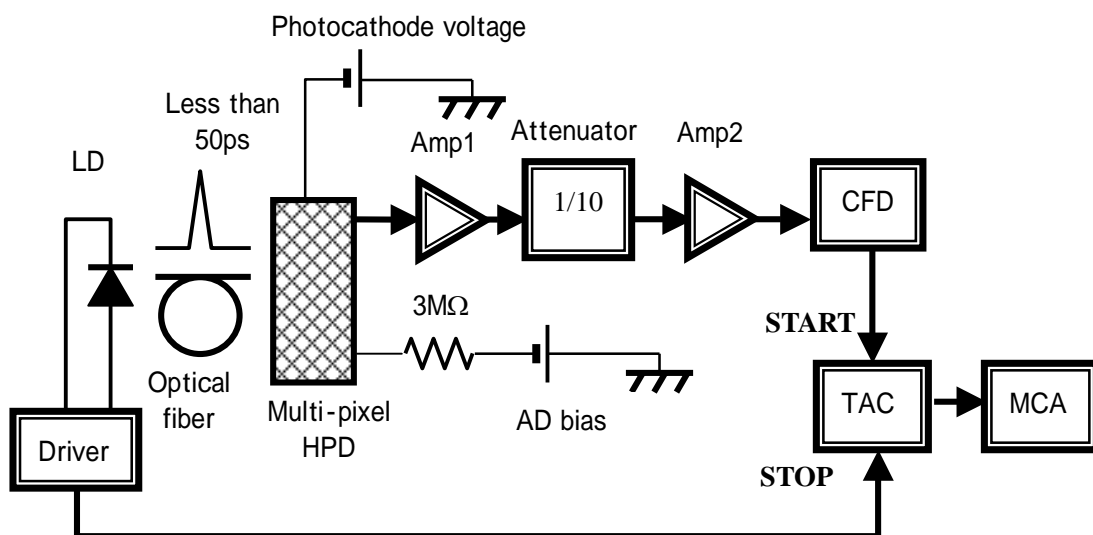 Photocathode voltage
Less than
50ps
LD
Amp1
Attenuator
Amp2
1/10
CFD
3MΩ
START
Optical
fiber
Multi-pixel
HPD
AD bias
TAC
MCA
Driver
STOP